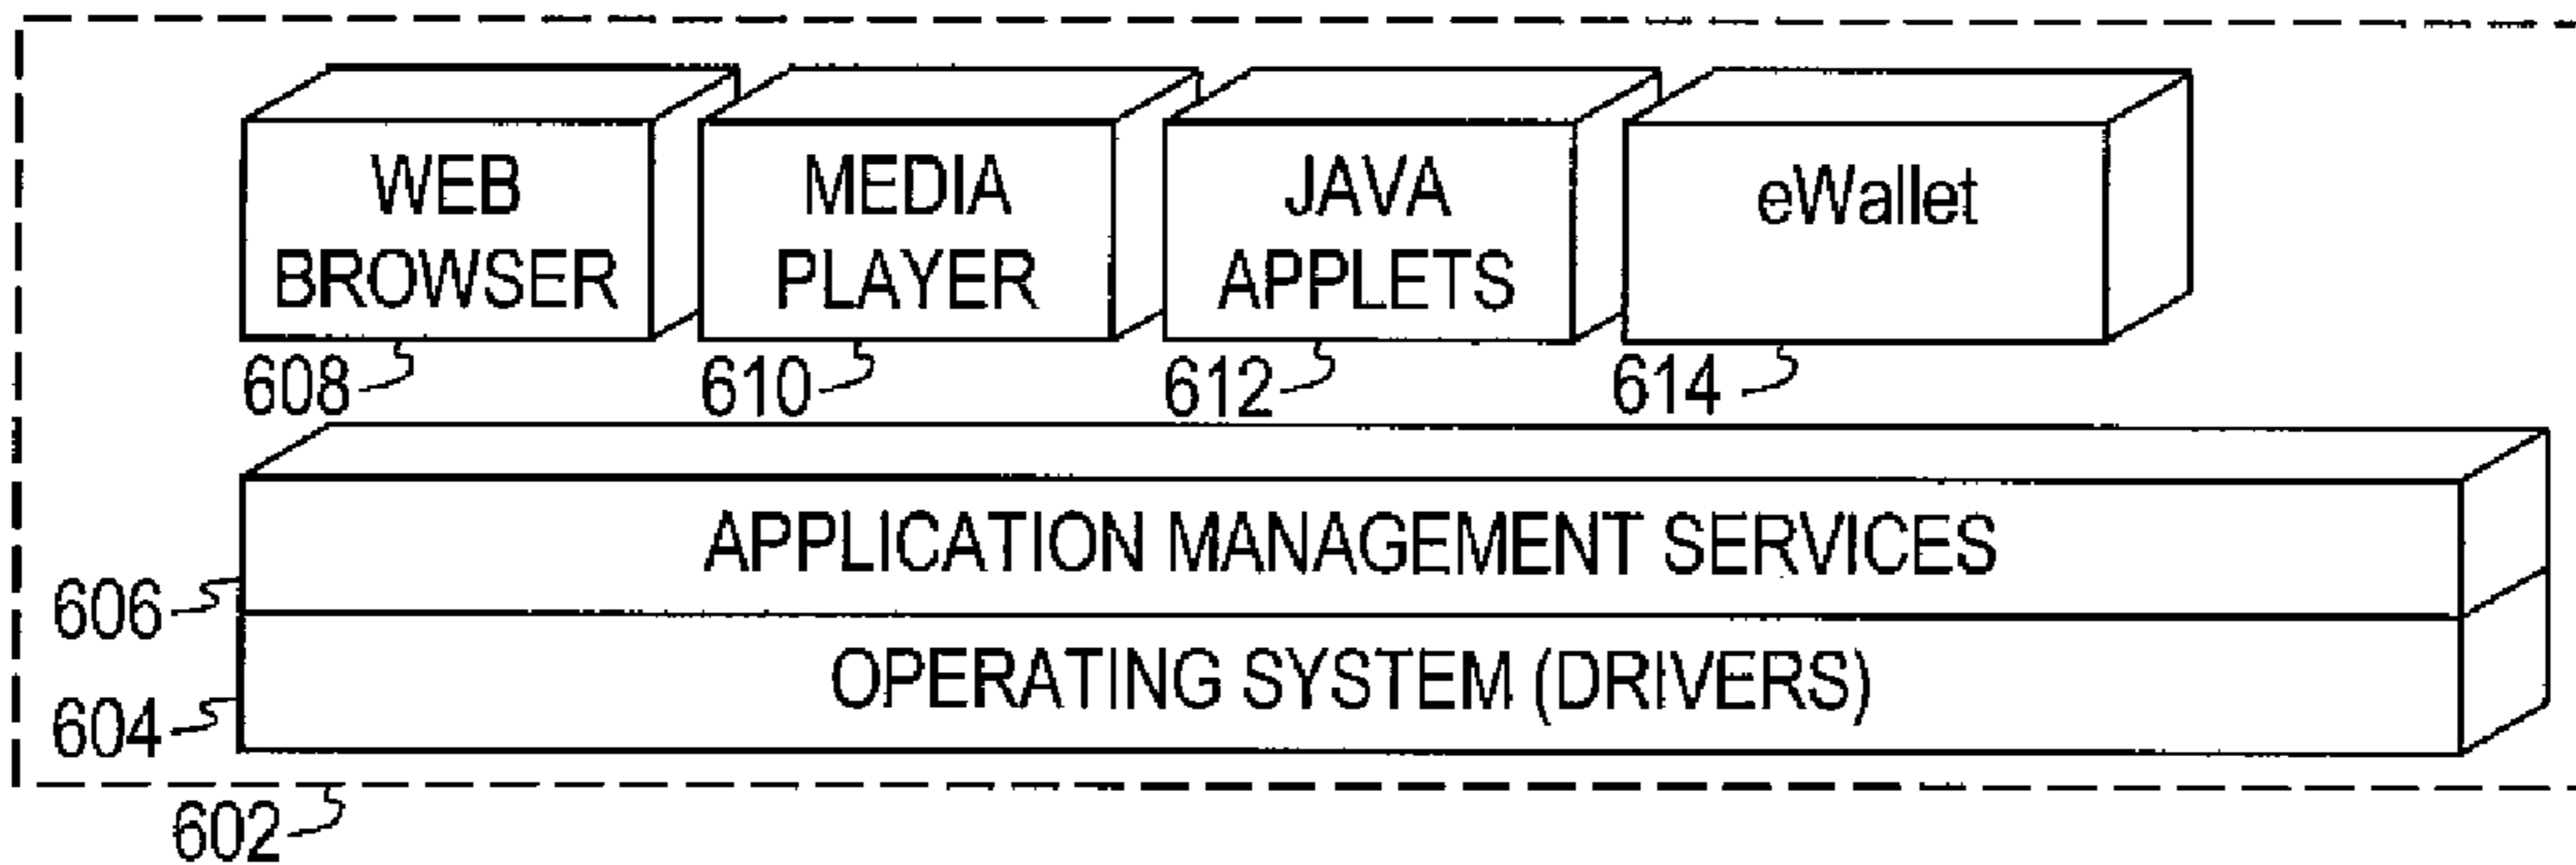 WEB
BROWSER
MEDIA
PLAYER
JAVA
APPLETS
eWallet
608
610
612
614
APPLICATION MANAGEMENT SERVICES
606
OPERATING SYSTEM (DRIVERS)
604
602